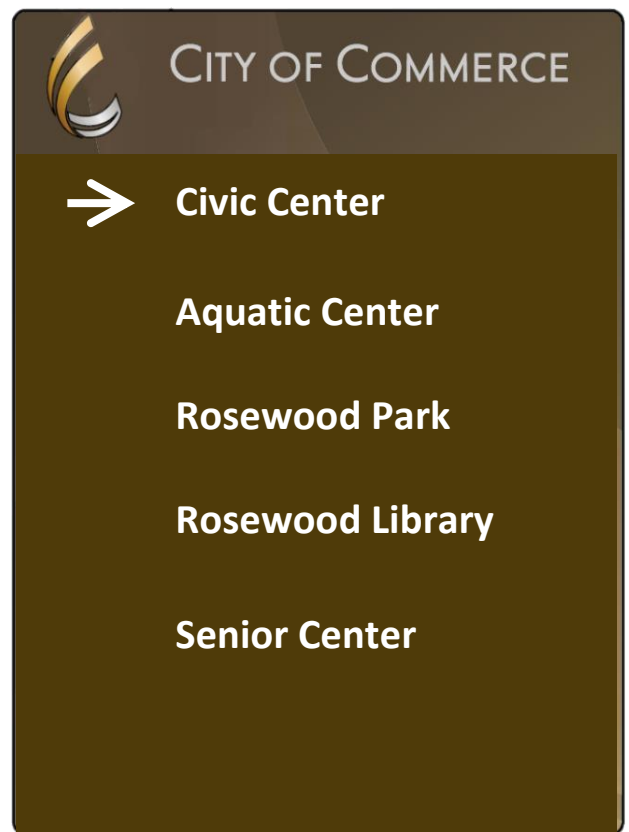 CITY OF COMMERCE
Civic Center
Aquatic Center
Rosewood Park
Rosewood Library
Senior Center